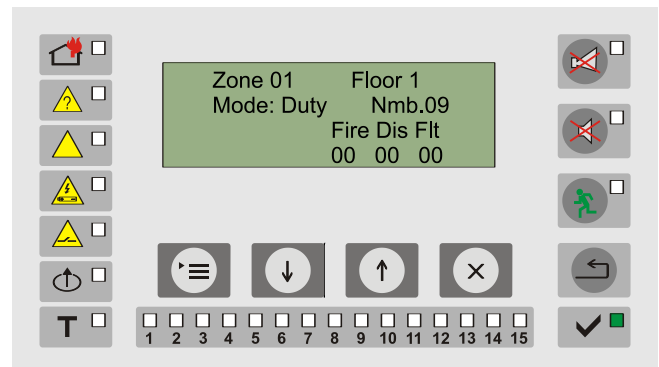 Zone 01 Floor 1
Mode: Duty Nmb.09
Fire Dis Flt
00 00 00
?
T
1 2 3 4 5 6 7 8 9 10 11 12 13 14 15